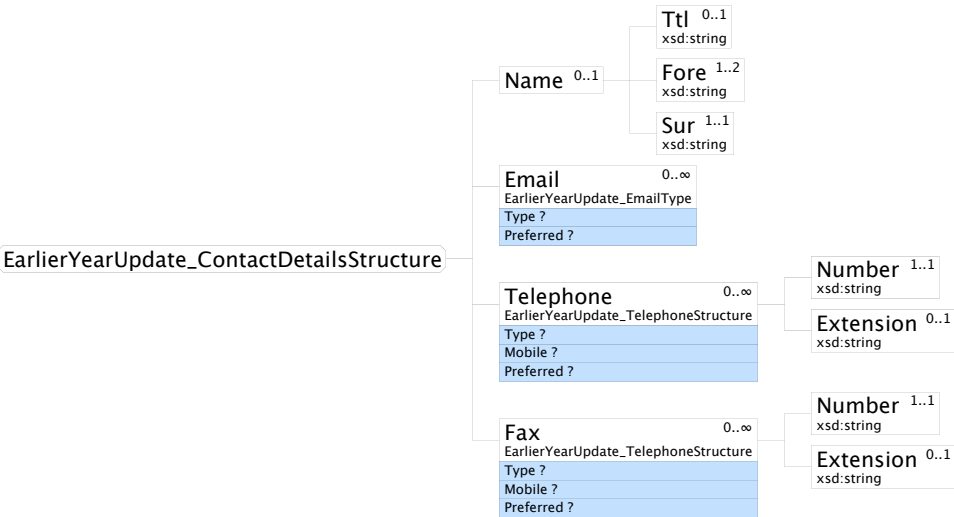 EarlierYearUpdate_ContactDetailsStructure
Name 0..1
Ttl 0..1
xsd:string
Fore 1..2
xsd:string
Sur 1..1
xsd:string
Email 0..∞
EarlierYearUpdate_EmailType
Type ?
Preferred ?
Telephone 0..∞
EarlierYearUpdate_TelephoneStructure
Type ?
Mobile ?
Preferred ?
Number 1..1
xsd:string
Extension 0..1
xsd:string
Fax 0..∞
EarlierYearUpdate_TelephoneStructure
Type ?
Mobile ?
Preferred ?
Number 1..1
xsd:string
Extension 0..1
xsd:string